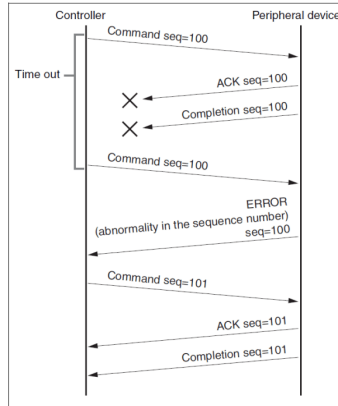 Controller
Peripheral device
Command seq=100
Time out
ACK seq=100
Completion seq=100
Command seq=100
ERROR
(abnormality in the sequence number)
seq=100
Command seq=101
ACK seq=101
Completion seq=101